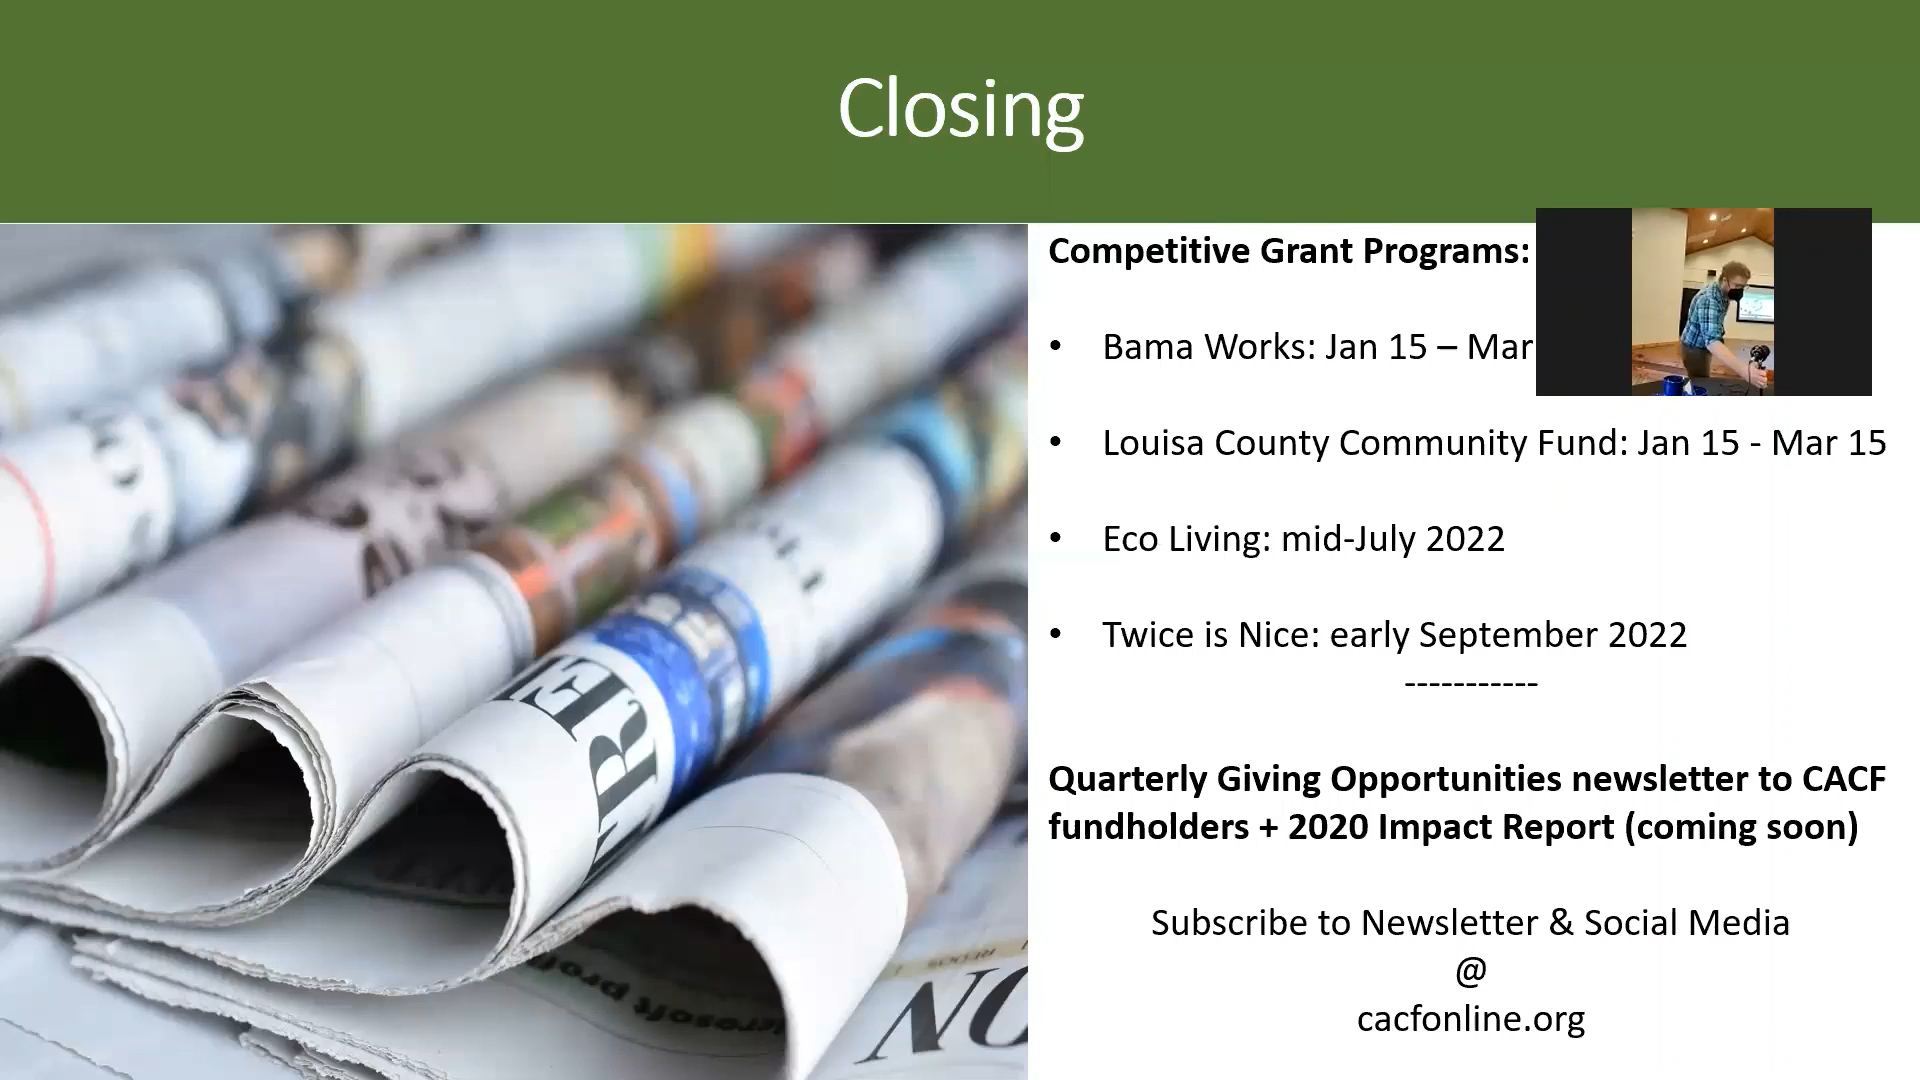 Closing
Competitive Grant Programs:
• Bama Works: Jan 15 – Mar
• Louisa County Community Fund: Jan 15 - Mar 15
• Eco Living: mid-July 2022
• Twice is Nice: early September 2022
-----------
Quarterly Giving Opportunities newsletter to CACF
fundholders + 2020 Impact Report (coming soon)
Subscribe to Newsletter & Social Media
@
cacfonline.org